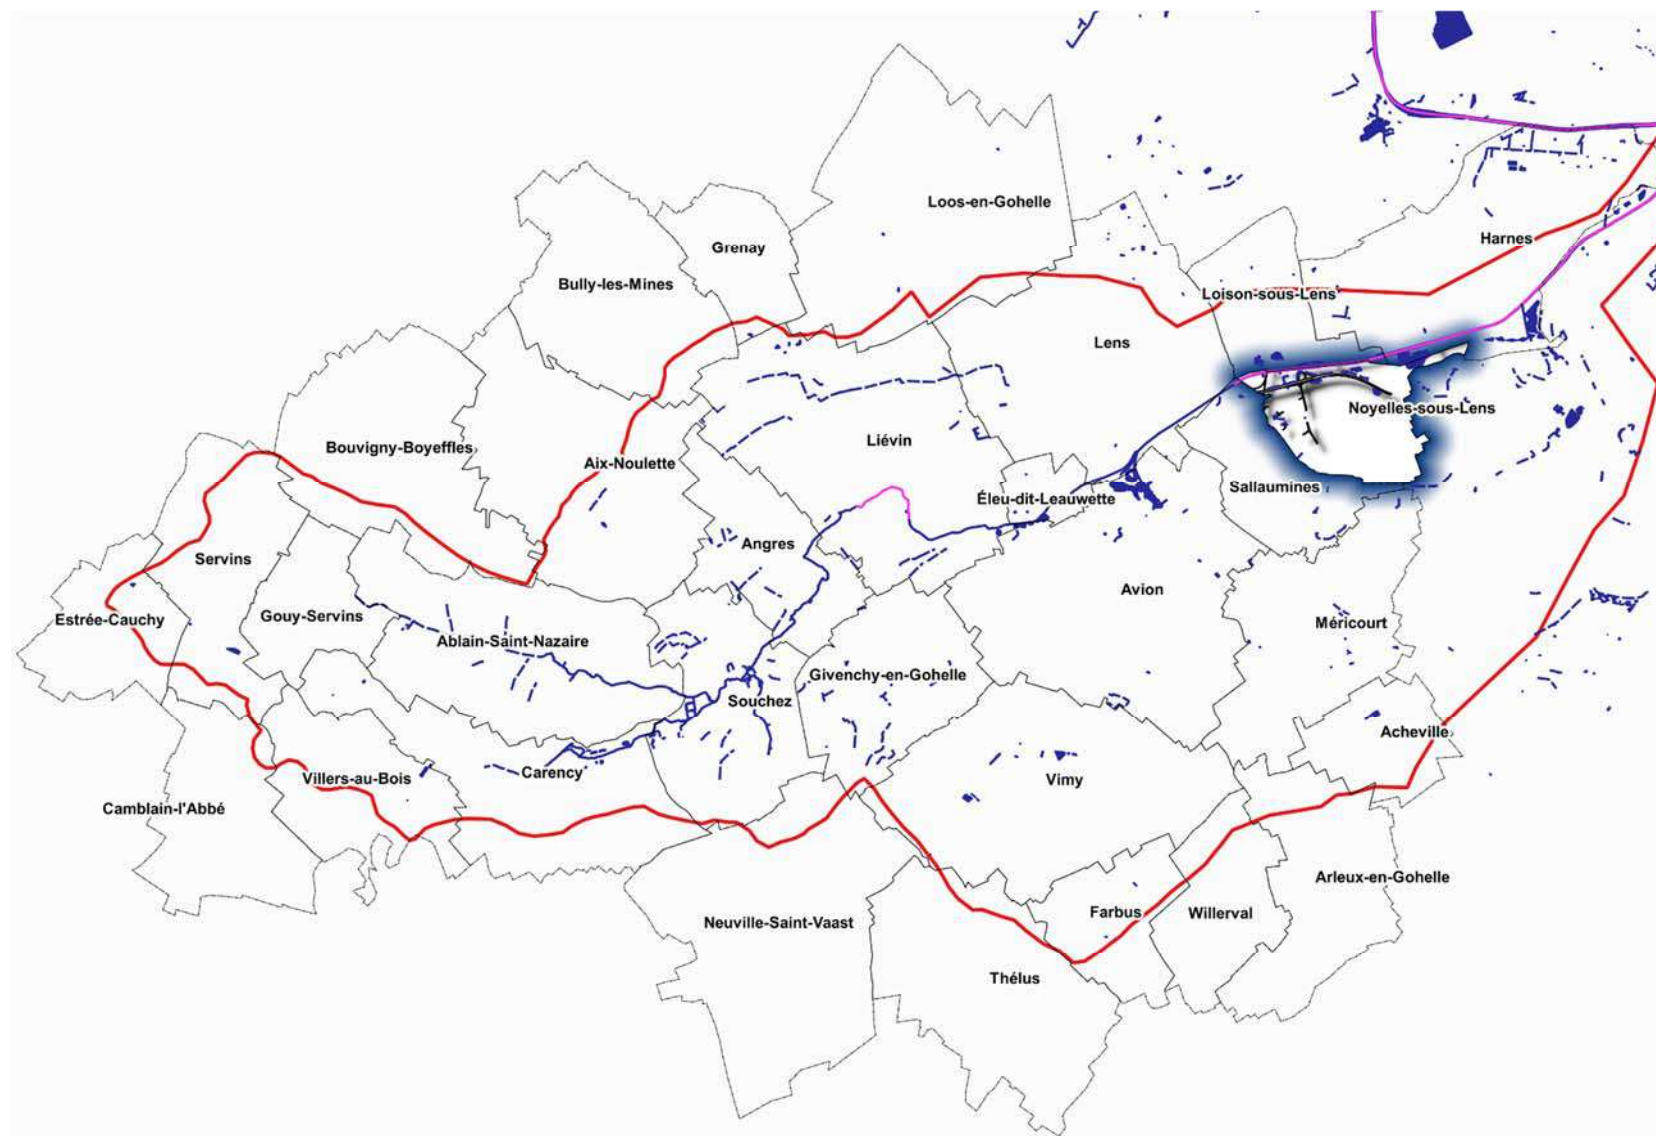 Loos-en-Gohelle
Harnes
Grenay
Bully-les-Mines
Loison-sous-Lens
Lens
Noyelles-sous-Lens
Liévin
Bouvigny-Boyeffles
Aix-Noulette
Sallaumines
Éleu-dit-Leauwette
Angres
Servins
Avion
Gouy-Servins
Estrée-Cauchy
Méricourt
Ablain-Saint-Nazaire
Givenchy-en-Gohelle
Souchez
Acheville
Carency
Villers-au-Bois
Vimy
Camblain-l'Abbé
Arleux-en-Gohelle
Farbus
Willerval
Neuville-Saint-Vaast
Thélus